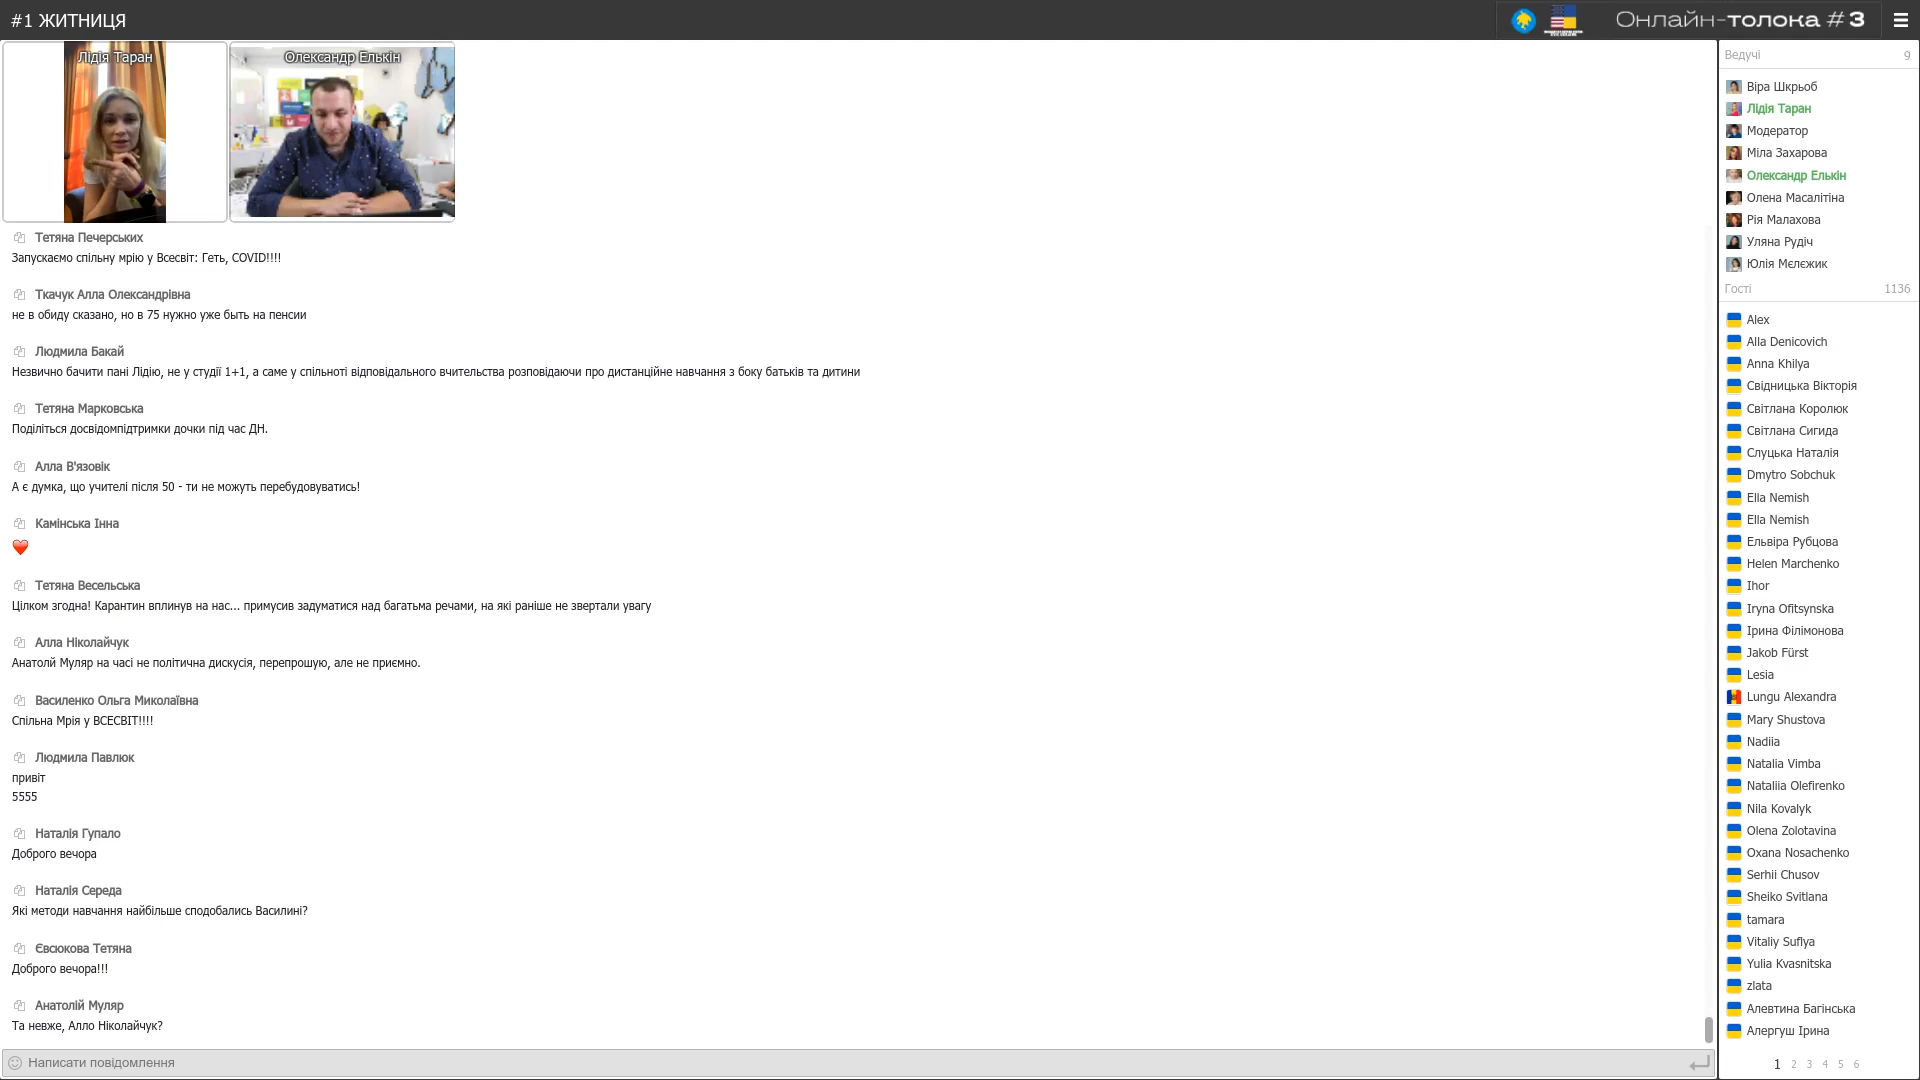 #1 ЖИТНИЦЯ
Онлайн-толока #3
Лідія Таран
Олександр Елькін
Тетяна Печерських
Запускаємо спільну мрію у Всесвіт: Геть, COVID!!!!
Ткачук Алла Олександрівна
не в обиду сказано, но в 75 нужно уже быть на пенсии
Людмила Бакай
Незвично бачити пані Лідію, не у студії 1+1, а саме у спільноті відповідального вчительства розповідаючи про дистанційне навчання з боку батьків та дитини
Тетяна Марковська
Поділіться досвідомпідтримки дочки під час ДН.
Алла В'язовік
А є думка, що учителі після 50 - ти не можуть перебудовуватись!
Камінська Інна
Тетяна Весельська
Цілком згодна! Карантин вплинув на нас... примусив задуматися над багатьма речами, на які раніше не звертали увагу
Алла Ніколайчук
Анатолй Муляр на часі не політична дискусія, перепрошую, але не приємно.
Василенко Ольга Миколаївна
Спільна Мрія у ВСЕСВІТ!!!!
Людмила Павлюк
привіт
5555
Наталія Гупало
Доброго вечора
Наталія Середа
Які методи навчання найбільше сподобались Василині?
Євсюкова Тетяна
Доброго вечора!!!
Анатолій Муляр
Та невже, Алло Ніколайчук?
Написати повідомлення
Ведучі 9
Віра Шкрьоб
Лідія Таран
Модератор
Міла Захарова
Олександр Елькін
Олена Масалітіна
Рія Малахова
Уляна Рудіч
Юлія Мєлєжик
Гості 1136
Alex
Alla Denicovich
Anna Khilya
Свідницька Вікторія
Світлана Королюк
Світлана Сигида
Слуцька Наталія
Dmytro Sobchuk
Ella Nemish
Ella Nemish
Ельвіра Рубцова
Helen Marchenko
Ihor
Iryna Ofitsynska
Ірина Філімонова
Jakob Fürst
Lesia
Lungu Alexandra
Mary Shustova
Nadiia
Natalia Vimba
Nataliia Olefirenko
Nila Kovalyk
Olena Zolotavina
Oxana Nosachenko
Serhii Chusov
Sheiko Svitlana
tamara
Vitaliy Suflya
Yulia Kvasnitska
zlata
Алевтина Багінська
Алергуш Ірина
1 2 3 4 5 6